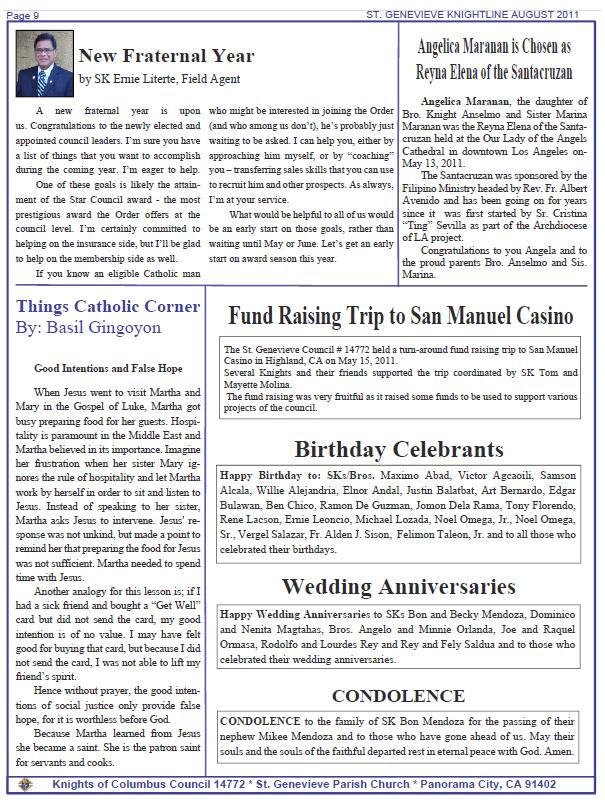 Page 9
ST. GENEVIEVE KNIGHTLINE AUGUST 2011
New Fraternal Year
by SK Ernie Literte, Field Agent
A new fraternal year is upon
us. Congratulations to the newly elected and
appointed council leaders. I'm sure you have
a list of things that you want to accomplish
during the coming year. I'm eager to help.
One of these goals is likely the attain-
ment of the Star Council award - the most
prestigious award the Order offers at the
council level. I'm certainly committed to
helping on the insurance side, but I'll be glad
to help on the membership side as well.
If you know an eligible Catholic man
who might be interested in joining the Order
(and who among us don't), he's probably just
waiting to be asked. I can help you, either by
approaching him myself, or by "coaching"
you – transferring sales skills that you can use
to recruit him and other prospects. As always,
I'm at your service.
What would be helpful to all of us would
be an early start on those goals, rather than
waiting until May or June. Let's get an early
start on award season this year.
Angelica Maranan is Chosen as
Reyna Elena of the Santacruzan
Angelica Maranan, the daughter of
Bro. Knight Anselmo and Sister Marina
Maranan was the Reyna Elena of the Santa-
cruzan held at the Our Lady of the Angels
Cathedral in downtown Los Angeles on-
May 13, 2011.
The Santacruzan was sponsored by the
Filipino Ministry headed by Rev. Fr. Albert
Avenido and has been going on for years
since it was first started by Sr. Cristina
"Ting" Sevilla as part of the Archdiocese
of LA project.
Congratulations to you Angela and to
the proud parents Bro. Anselmo and Sis.
Marina.
Things Catholic Corner
By: Basil Gingoyon
Good Intentions and False Hope
When Jesus went to visit Martha and
Mary in the Gospel of Luke, Martha got
busy preparing food for her guests. Hospi-
tality is paramount in the Middle East and
Martha believed in its importance. Imagine
her frustration when her sister Mary ig-
nores the rule of hospitality and let Martha
work by herself in order to sit and listen to
Jesus. Instead of speaking to her sister,
Martha asks Jesus to intervene. Jesus' re-
sponse was not unkind, but made a point to
remind her that preparing the food for Jesus
was not sufficient. Martha needed to spend
time with Jesus.
Another analogy for this lesson is; if I
had a sick friend and bought a "Get Well"
card but did not send the card, my good
intention is of no value. I may have felt
good for buying that card, but because I did
not send the card, I was not able to lift my
friend's spirit.
Hence without prayer, the good inten-
tions of social justice only provide false
hope, for it is worthless before God.
Because Martha learned from Jesus
she became a saint. She is the patron saint
for servants and cooks.
Fund Raising Trip to San Manuel Casino
The St. Genevieve Council # 14772 held a turn-around fund raising trip to San Manuel
Casino in Highland, CA on May 15, 2011.
Several Knights and their friends supported the trip coordinated by SK Tom and
Mayette Molina.
The fund raising was very fruitful as it raised some funds to be used to support various
projects of the council.
Birthday Celebrants
Happy Birthday to: SKs/Bros. Maximo Abad, Victor Agcaoili, Samson
Alcala, Willie Alejandria, Elnor Andal, Justin Balatbat, Art Bernardo, Edgar
Bulawan, Ben Chico, Ramon De Guzman, Jomon Dela Rama, Tony Florendo,
Rene Lacson, Ernie Leoncio, Michael Lozada, Noel Omega, Jr., Noel Omega,
Sr., Vergel Salazar, Fr. Alden J. Sison, Felimon Taleon, Jr. and to all those who
celebrated their birthdays.
Wedding Anniversaries
Happy Wedding Anniversaries to SKs Bon and Becky Mendoza, Dominico
and Nenita Magtahas, Bros. Angelo and Minnie Orlanda, Joe and Raquel
Ormasa, Rodolfo and Lourdes Rey and Rey and Fely Saldua and to those who
celebrated their wedding anniversaries.
CONDOLENCE
CONDOLENCE to the family of SK Bon Mendoza for the passing of their
nephew Mikee Mendoza and to those who have gone ahead of us. May their
souls and the souls of the faithful departed rest in eternal peace with God. Amen.
Knights of Columbus Council 14772 * St. Genevieve Parish Church * Panorama City, CA 91402